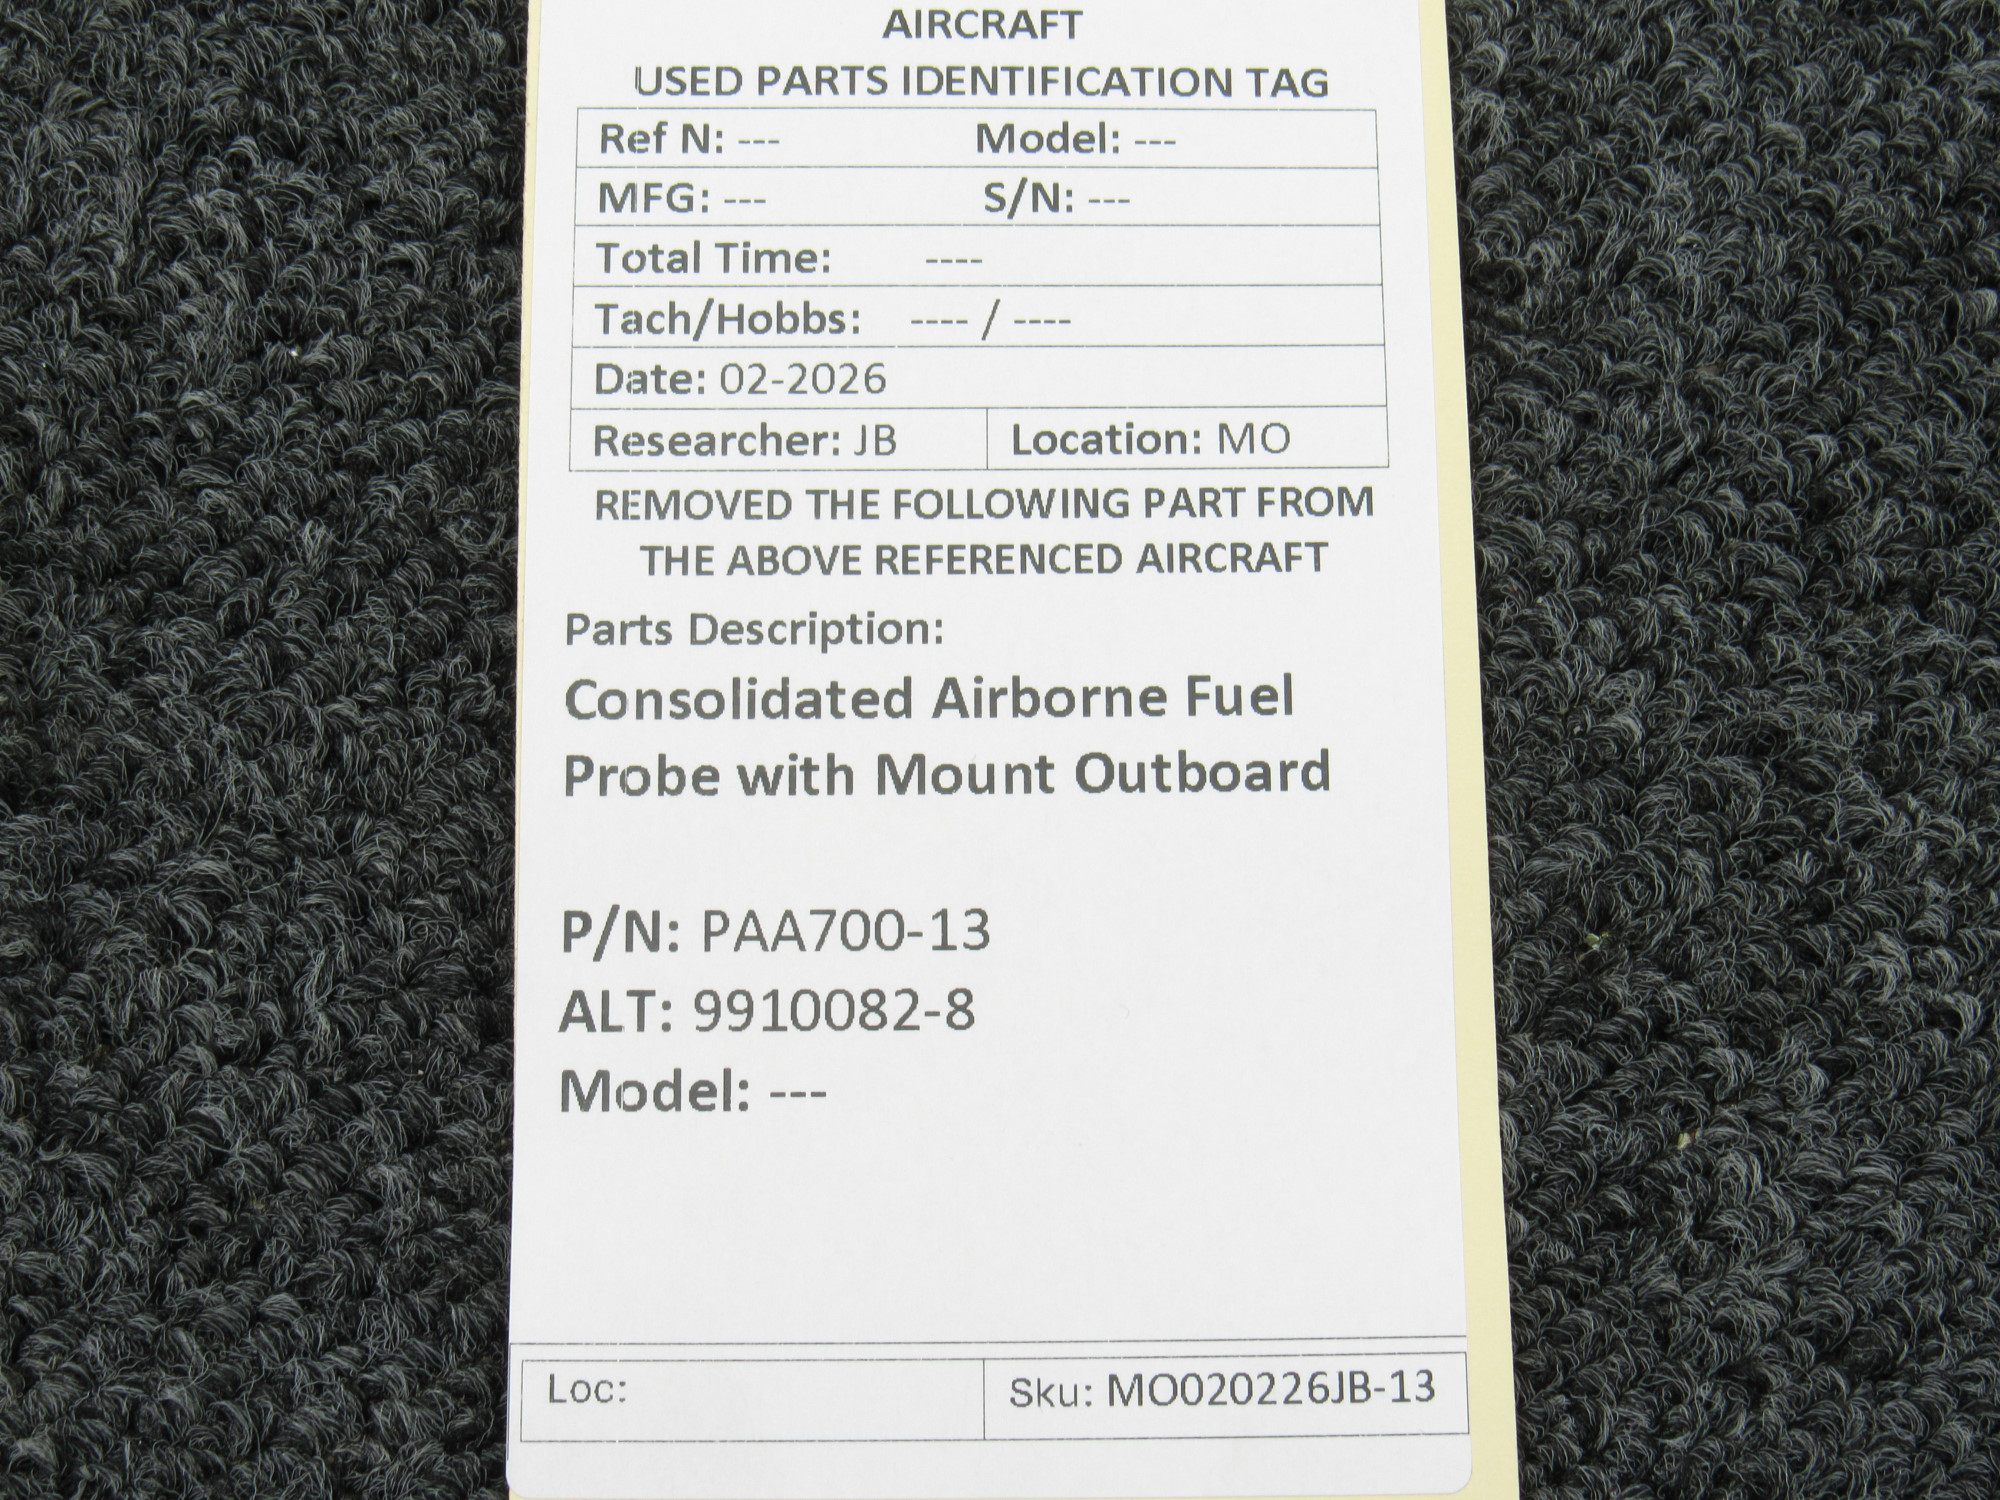 AIRCRAFT
USED PARTS IDENTIFICATION TAG
Ref N: --- Model: ---
MFG: --- S/N: ---
Total Time: ----
Tach/Hobbs: ---- / ----
Date: 02-2026
Researcher: JB Location: MO
REMOVED THE FOLLOWING PART FROM
THE ABOVE REFERENCED AIRCRAFT
Parts Description:
Consolidated Airborne Fuel
Probe with Mount Outboard
P/N: PAA700-13
ALT: 9910082-8
Model: ---
Loc: Sku: MO020226JB-13